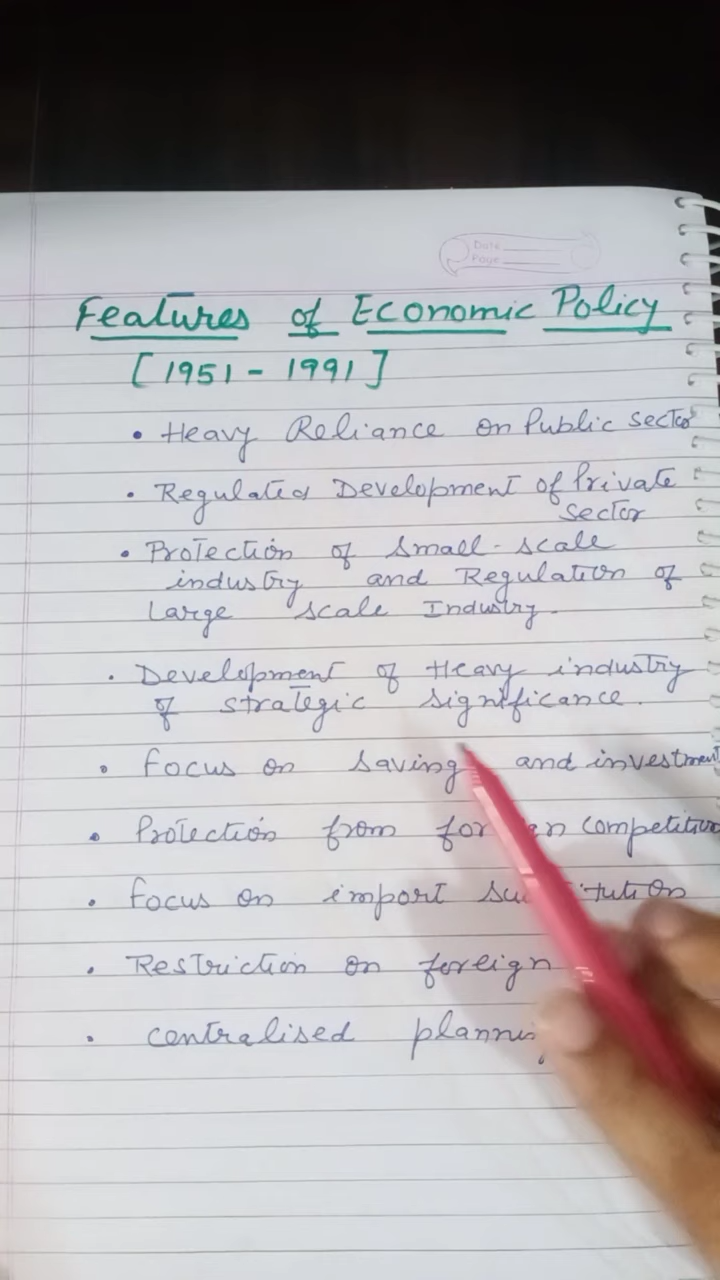 Date
Page
Features of Economic Policy
[1951 - 1991]
• Heavy Reliance on Public sector
• Regulated Development of Private
sector
• Protection of small-scale
industry and Regulation of
Large scale Industry.
• Development of Heavy industry
of strategic significance.
• focus on saving and investment
• Protection from
• focus on import
• Restriction on foreign
• centralised